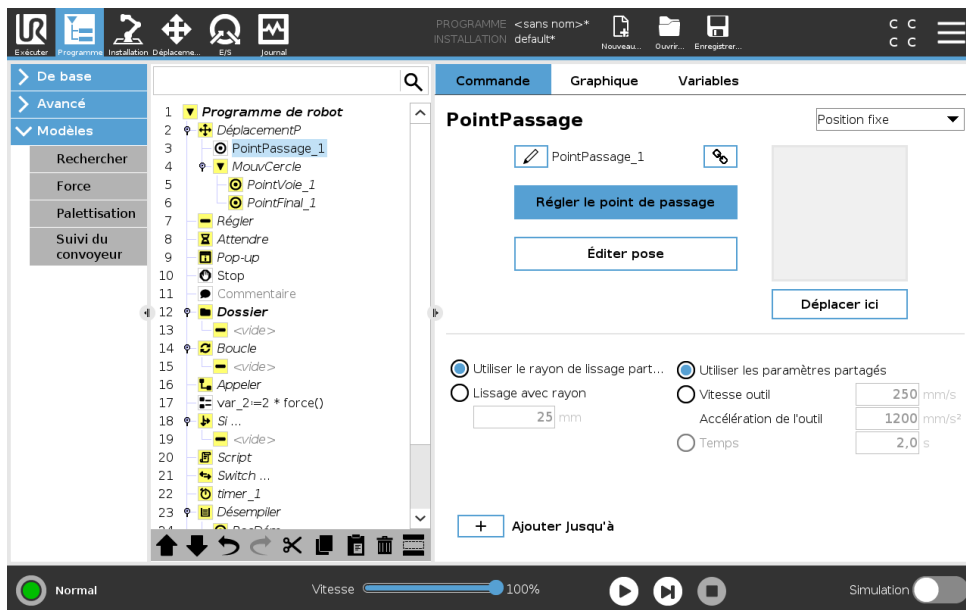 PROGRAMME <sans nom>*
INSTALLATION default*
Exécuter
Programme
Installation
Déplaceme...
E/S
Journal
Nouveau...
Ouvrir...
Enregistrer...
C C
C C
De base
Avancé
Modèles
Rechercher
Force
Palettisation
Suivi du
convoyeur
1 Programme de robot
2 DéplacementP
3 PointPassage_1
4 MouvCercle
5 PointVoie_1
6 PointFinal_1
7 Régler
8 Attendre
9 Pop-up
10 Stop
11 Commentaire
12 Dossier
13 <vide>
14 Boucle
15 <vide>
16 Appeler
17 var_2:=2 * force()
18 Si ...
19 <vide>
20 Script
21 Switch ...
22 timer_1
23 Désempiler
Commande
Graphique
Variables
PointPassage
Position fixe
PointPassage_1
Régler le point de passage
Éditer pose
Déplacer ici
Utiliser le rayon de lissage part...
Lissage avec rayon
25 mm
Utiliser les paramètres partagés
Vitesse outil 250 mm/s
Accélération de l'outil 1200 mm/s²
Temps 2,0 s
+ Ajouter Jusqu'à
Normal
Vitesse 100%
Simulation